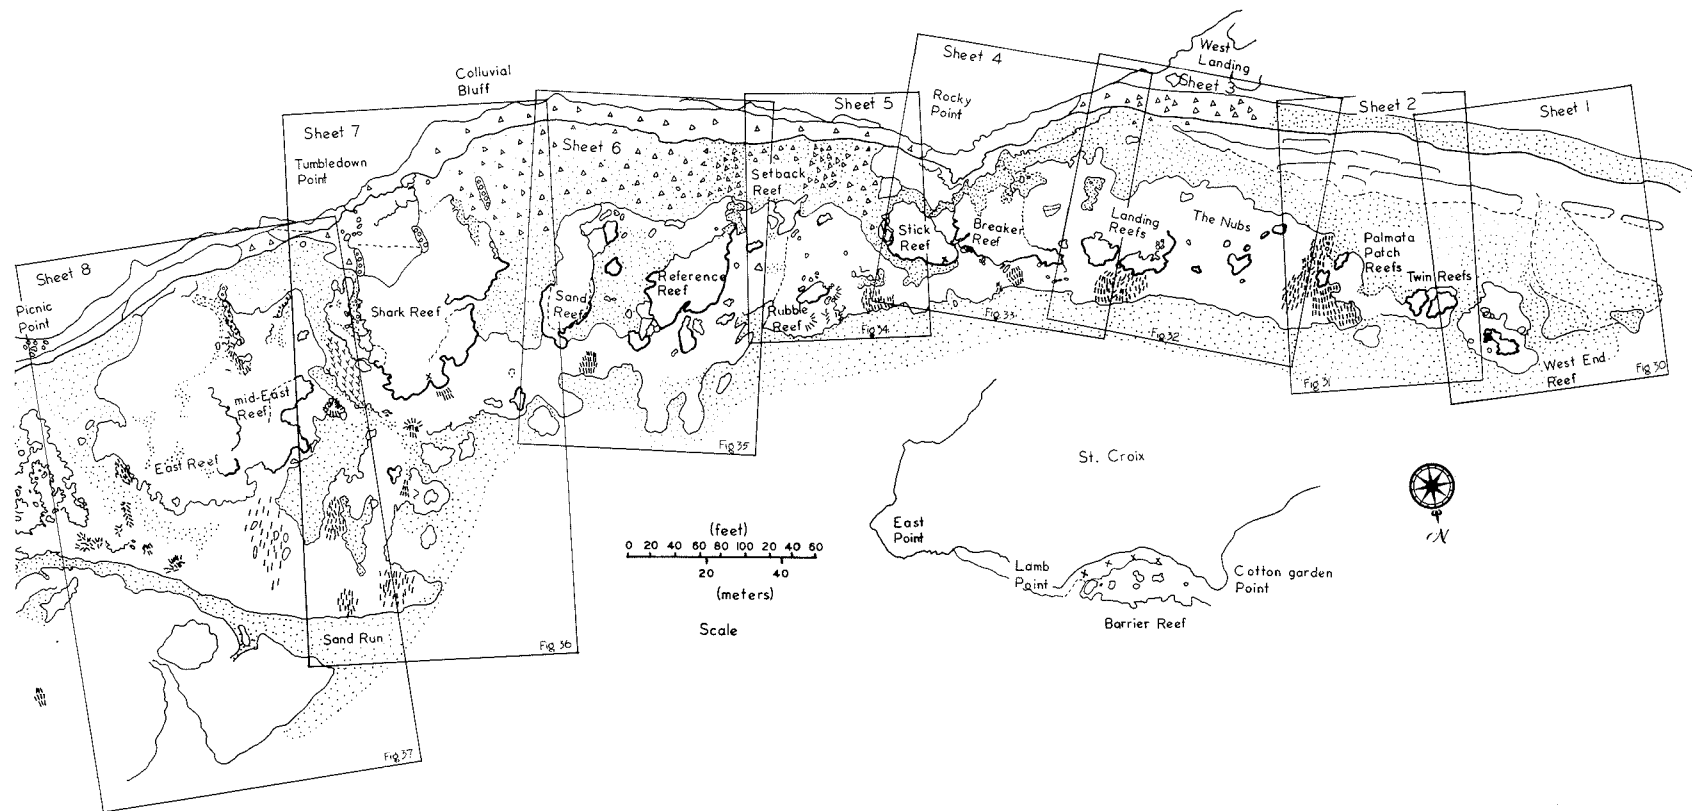 West
Landing
Sheet 4
Colluvial
Bluff
Sheet 3
Rocky
Point
Sheet 5
Sheet 2
Sheet 1
Sheet 7
Sheet 6
Tumbledown
Point
Setback
Reef
Sheet 8
Stick
Reef
Breaker
Reef
Landing
Reefs
The Nubs
Palmata
Patch
Reefs
Twin Reefs
Reference
Reef
Sand
Reef
Picnic
Point
Shark Reef
Rubble
Reef
Fig 34
Fig 33
Fig 32
West End
Reef
Fig 30
Fig 31
mid-East
Reef
East Reef
Fig 35
St. Croix
East
Point
(feet)
0 20 40 60 80 100 20 40 60
20 40
(meters)
Scale
N
Lamb
Point
Cotton garden
Point
Barrier Reef
Sand Run
Fig 36
Fig 37